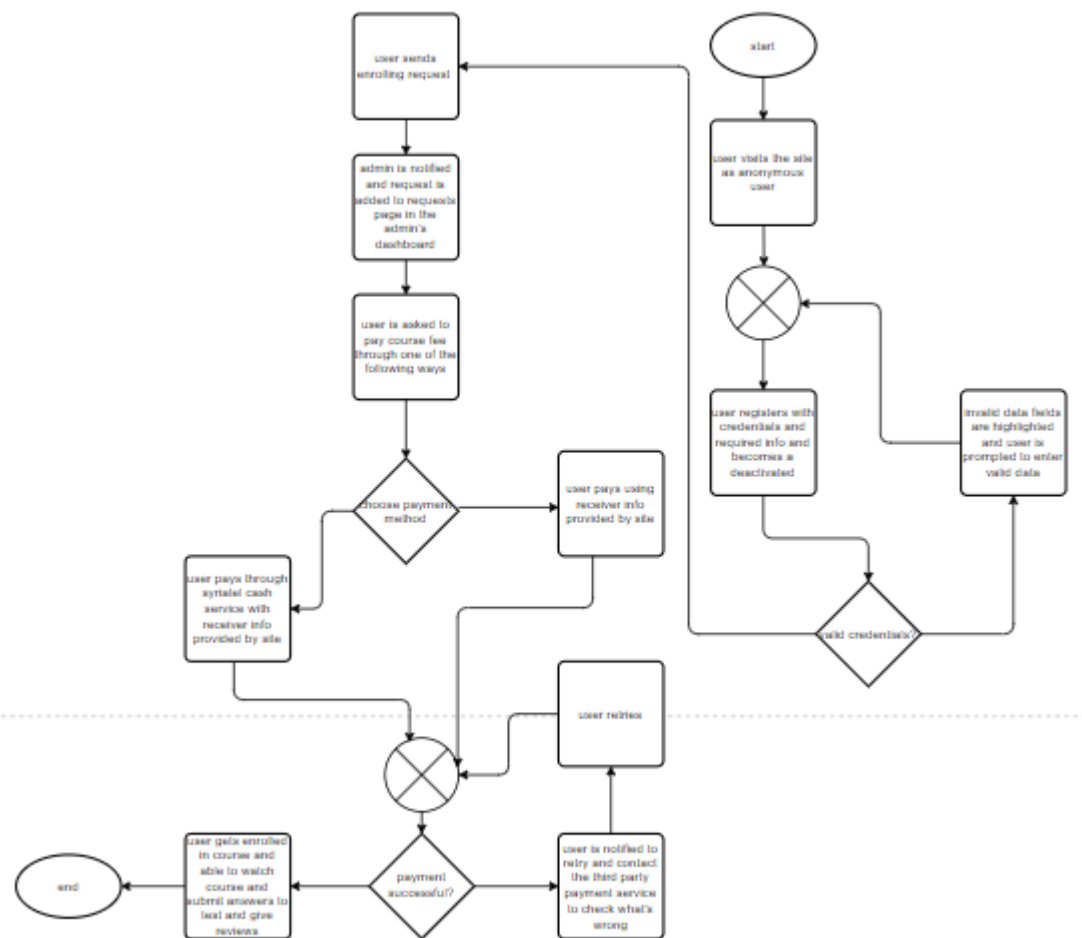 start
user visits the site
as anonymous
user
user registers with
credentials and
required info and
becomes a
deactivated
valid credentials?
invalid data fields
are highlighted
and user is
prompted to enter
valid data
user sends
enrolling request
admin is notified
and request is
added to requests
page in the
admin's
dashboard
user is asked to
pay course fee
through one of the
following ways
choose payment
method
user pays using
receiver info
provided by site
user pays through
syriatel cash
service with
receiver info
provided by site
user retries
payment
successful?
user is notified to
retry and contact
the third party
payment service
to check what's
wrong
user gets enrolled
in course and
able to watch
course and
submit answers to
test and give
reviews
end